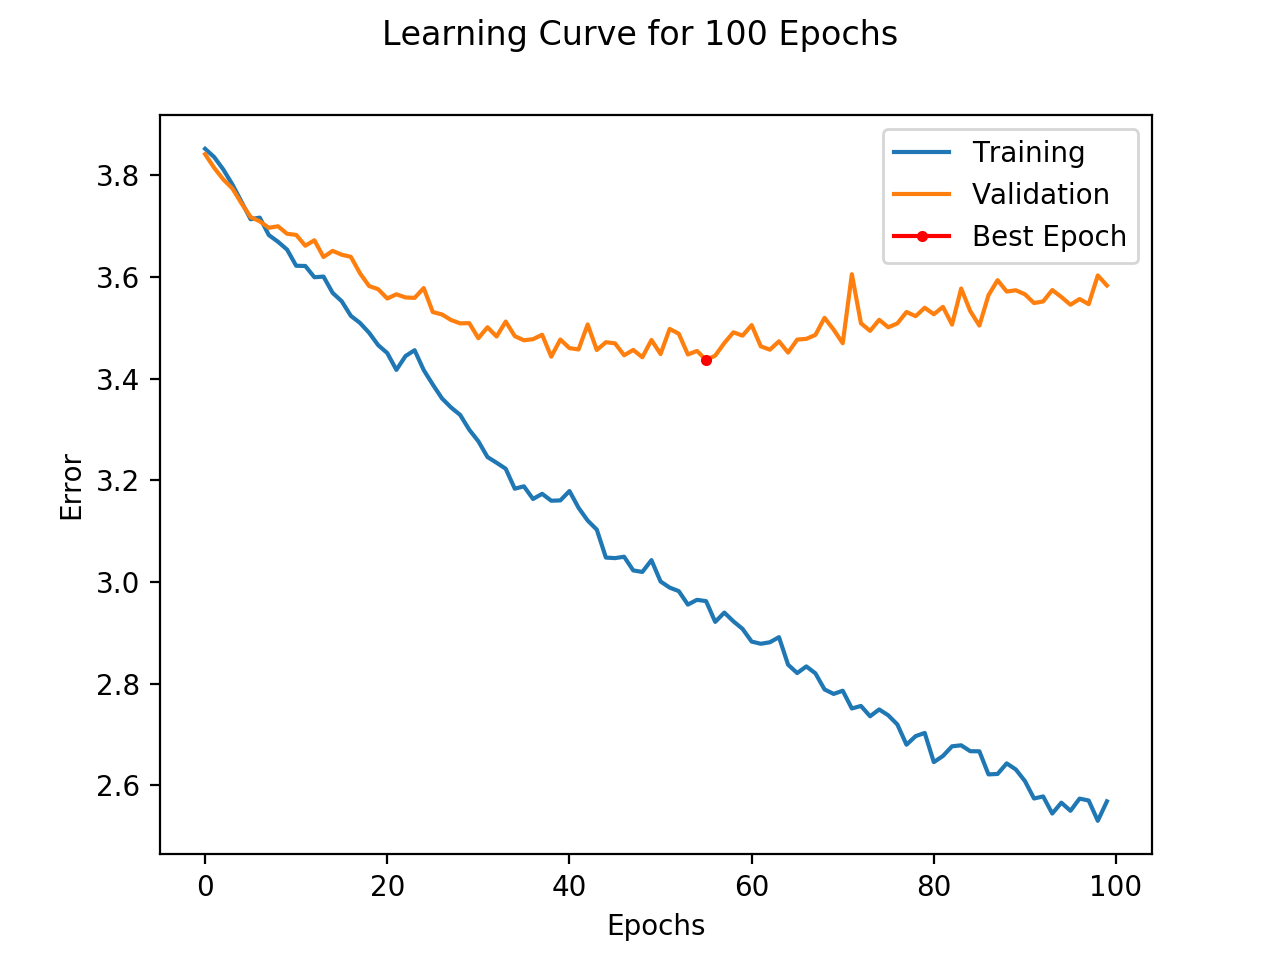 Learning Curve for 100 Epochs
Training
Validation
Best Epoch
3.8
3.6
3.4
3.2
3.0
2.8
2.6
Error
0 20 40 60 80 100
Epochs